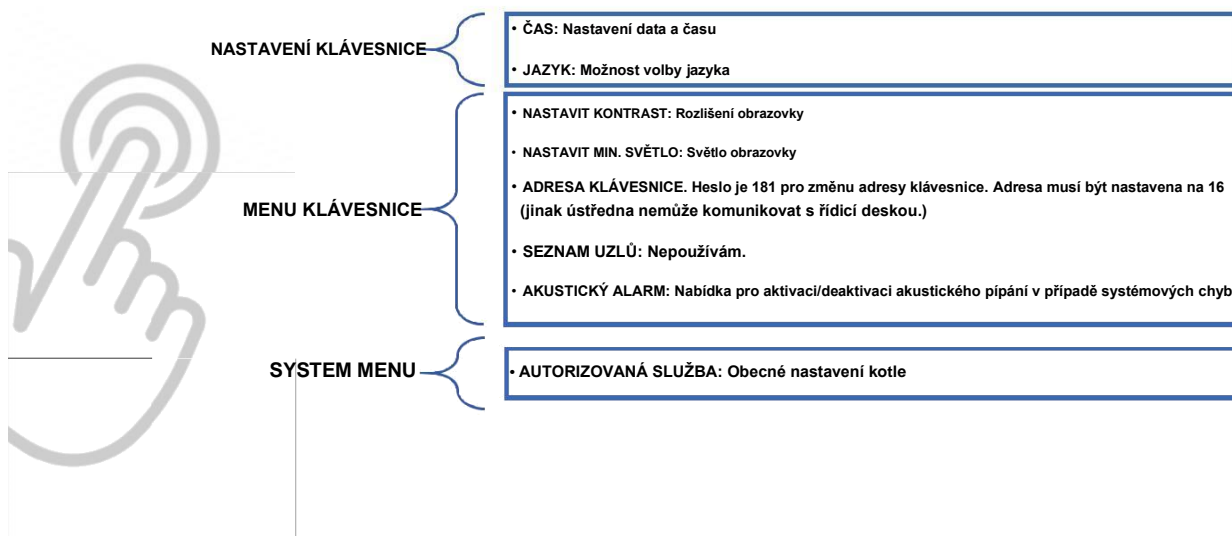 NASTAVENÍ KLÁVESNICE
• ČAS: Nastavení data a času
• JAZYK: Možnost volby jazyka
MENU KLÁVESNICE
• NASTAVIT KONTRAST: Rozlišení obrazovky
• NASTAVIT MIN. SVĚTLO: Světlo obrazovky
• ADRESA KLÁVESNICE. Heslo je 181 pro změnu adresy klávesnice. Adresa musí být nastavena na 16
(jinak ústředna nemůže komunikovat s řídicí deskou.)
• SEZNAM UZLŮ: Nepoužívám.
• AKUSTICKÝ ALARM: Nabídka pro aktivaci/deaktivaci akustického pípání v případě systémových chyb
SYSTEM MENU
• AUTORIZOVANÁ SLUŽBA: Obecné nastavení kotle